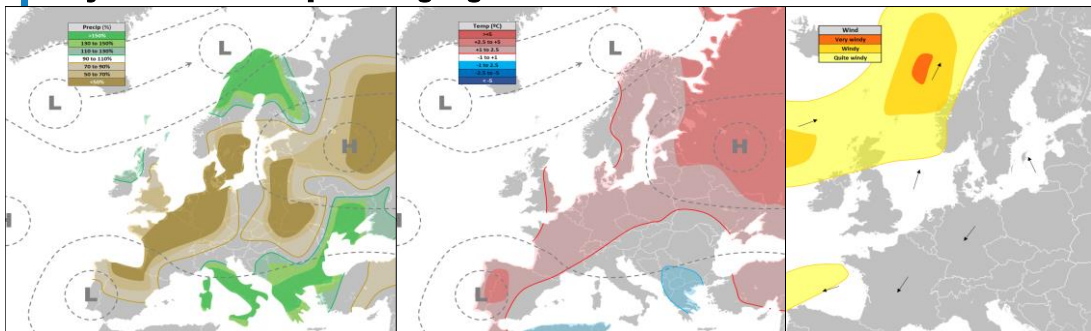 Precip (%)
>150%
130 to 150%
110 to 130%
90 to 110%
70 to 90%
50 to 70%
<50%
L
L
H
H
L
Temp (ºC)
>+5
+2.5 to +5
+1 to 2.5
-1 to +1
-1 to 2.5
-2.5 to -5
< -5
L
L
H
H
L
Wind
Very windy
Windy
Quite windy